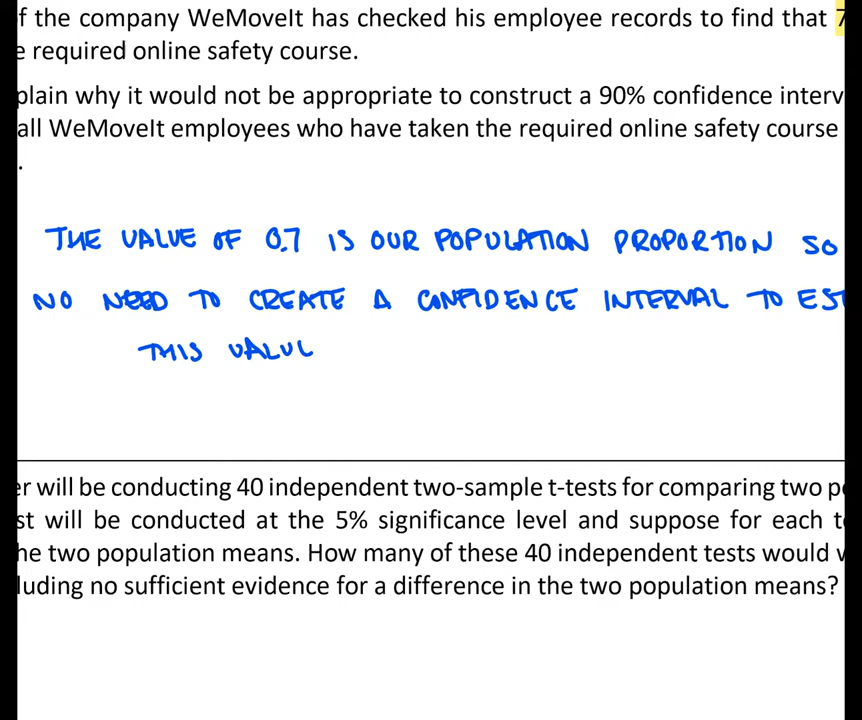 f the company WeMoveIt has checked his employee records to find that 7
e required online safety course.
plain why it would not be appropriate to construct a 90% confidence interv
all WeMoveIt employees who have taken the required online safety course
.
THE VALUE OF 0.7 IS OUR POPULATION PROPORTION SO
NO NEED TO CREATE A CONFIDENCE INTERVAL TO EST
THIS VALUE
er will be conducting 40 independent two-sample t-tests for comparing two p
st will be conducted at the 5% significance level and suppose for each t
he two population means. How many of these 40 independent tests would
luding no sufficient evidence for a difference in the two population means?